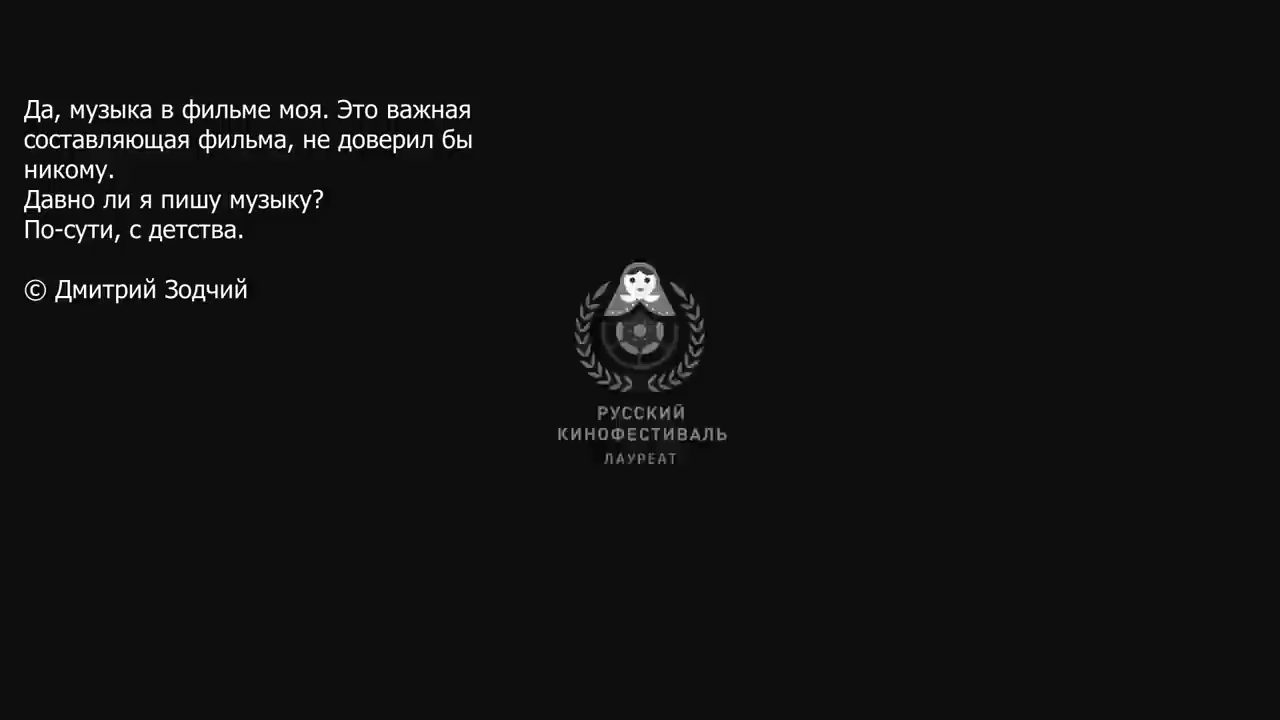 Да, музыка в фильме моя. Это важная
составляющая фильма, не доверил бы
никому.
Давно ли я пишу музыку?
По-сути, с детства.
© Дмитрий Зодчий
РУССКИЙ
КИНОФЕСТИВАЛЬ
ЛАУРЕАТ